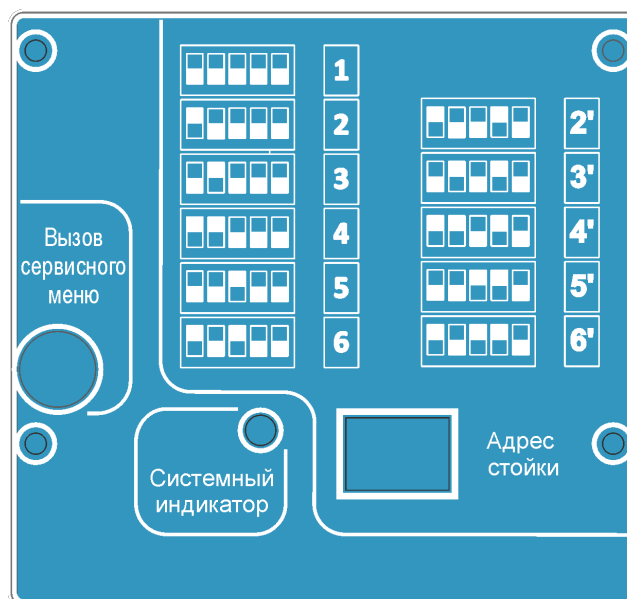 1
2 2'
3 3'
4 4'
5 5'
6 6'
Вызов
сервисного
меню
Адрес
стойки
Системный
индикатор